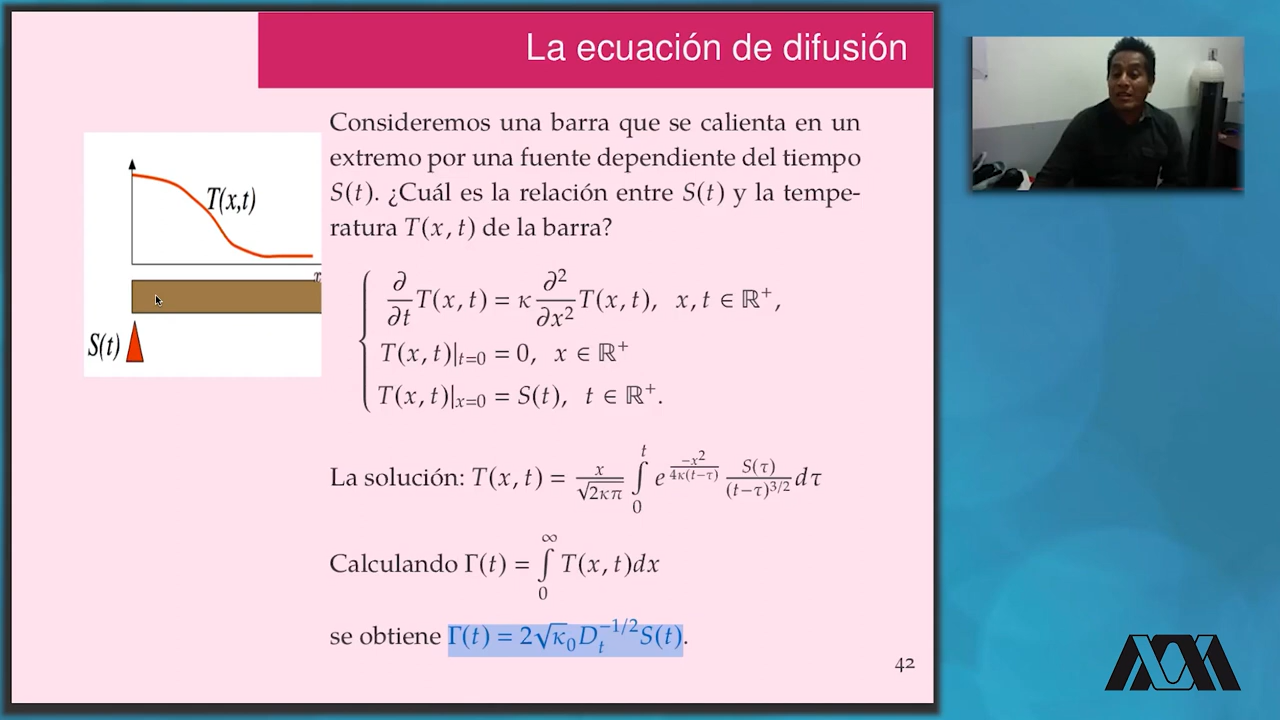 La ecuación de difusión
Consideremos una barra que se calienta en un
extremo por una fuente dependiente del tiempo
S(t). ¿Cuál es la relación entre S(t) y la tempe-
ratura T(x, t) de la barra?
T(x,t)
x
S(t)
∂/∂t T(x, t) = κ ∂²/∂x² T(x, t), x, t ∈ ℝ⁺,
T(x, t)|ₜ₌₀ = 0, x ∈ ℝ⁺
T(x, t)|ₓ₌₀ = S(t), t ∈ ℝ⁺.
La solución: T(x, t) = x/√2κπ ∫₀ᵗ e^(−x²/4κ(t−τ)) S(τ)/(t−τ)^3/2 dτ
Calculando Γ(t) = ∫₀^∞ T(x, t)dx
se obtiene Γ(t) = 2√κ ₀Dₜ^−1/2 S(t).
42